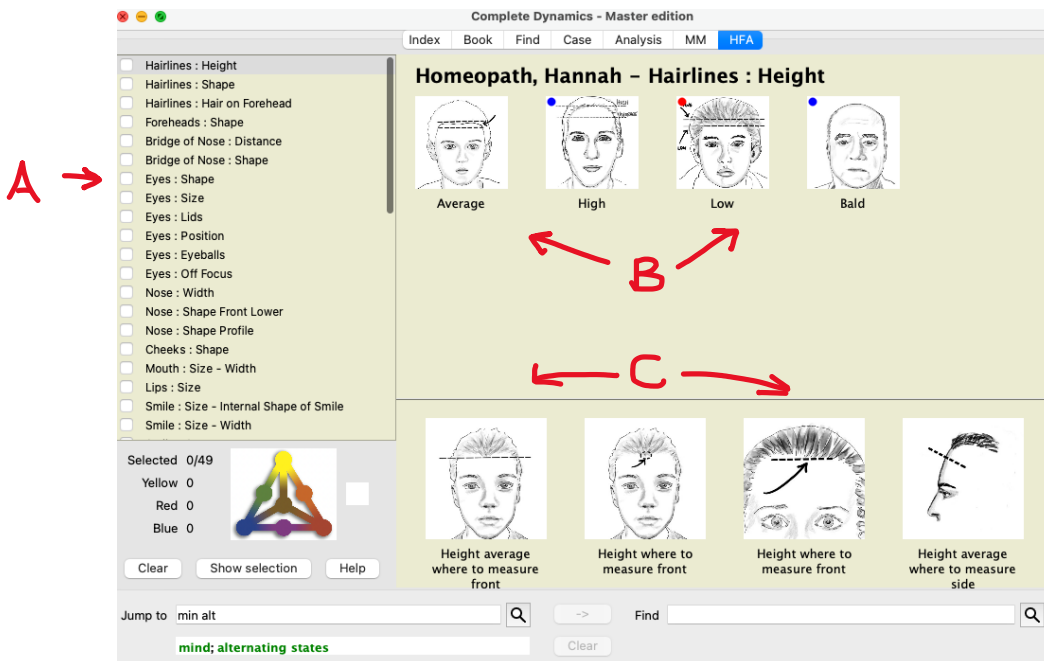 Complete Dynamics - Master edition
Index Book Find Case Analysis MM HFA
Hairlines : Height
Hairlines : Shape
Hairlines : Hair on Forehead
Foreheads : Shape
Bridge of Nose : Distance
Bridge of Nose : Shape
Eyes : Shape
Eyes : Size
Eyes : Lids
Eyes : Position
Eyes : Eyeballs
Eyes : Off Focus
Nose : Width
Nose : Shape Front Lower
Nose : Shape Profile
Cheeks : Shape
Mouth : Size - Width
Lips : Size
Smile : Size - Internal Shape of Smile
Smile : Size - Width
A
Homeopath, Hannah - Hairlines : Height
Average
High
Low
Bald
B
C
Height average
where to measure
front
Height where to
measure front
Height where to
measure front
Height average
where to measure
side
Selected 0/49
Yellow 0
Red 0
Blue 0
Clear Show selection Help
Jump to min alt -> Find
mind; alternating states Clear